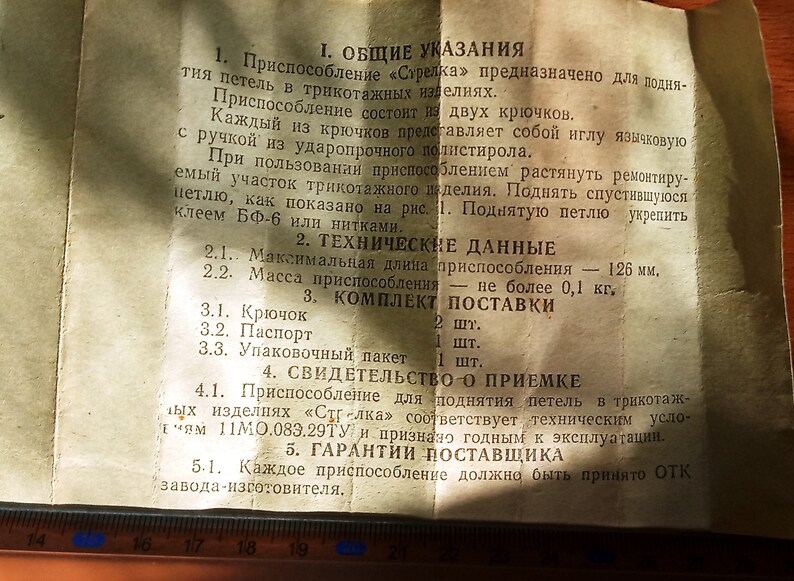 I. ОБЩИЕ УКАЗАНИЯ
1. Приспособление «Стрелка» предназначено для подня-
тия петель в трикотажных изделиях.
Приспособление состоит из двух крючков.
Каждый из крючков представляет собой иглу язычковую
с ручкой из ударопрочного полистирола.
При пользовании приспособлением растянуть ремонтиру-
емый участок трикотажного изделия. Поднять спустившуюся
петлю, как показано на рис. 1. Поднятую петлю укрепить
клеем БФ-6 или нитками.
2. ТЕХНИЧЕСКИЕ ДАННЫЕ
2.1. Максимальная длина приспособления — 126 мм.
2.2. Масса приспособления — не более 0,1 кг.
3. КОМПЛЕКТ ПОСТАВКИ
3.1. Крючок 2 шт.
3.2. Паспорт 1 шт.
3.3. Упаковочный пакет 1 шт.
4. СВИДЕТЕЛЬСТВО О ПРИЕМКЕ
4.1. Приспособление для поднятия петель в трикотаж-
ных изделиях «Стрелка» соответствует техническим усло-
виям 11МО.083.29ТУ и признано годным к эксплуатации.
5. ГАРАНТИИ ПОСТАВЩИКА
5.1. Каждое приспособление должно быть принято ОТК
завода-изготовителя.
14 16 17 18 19 21